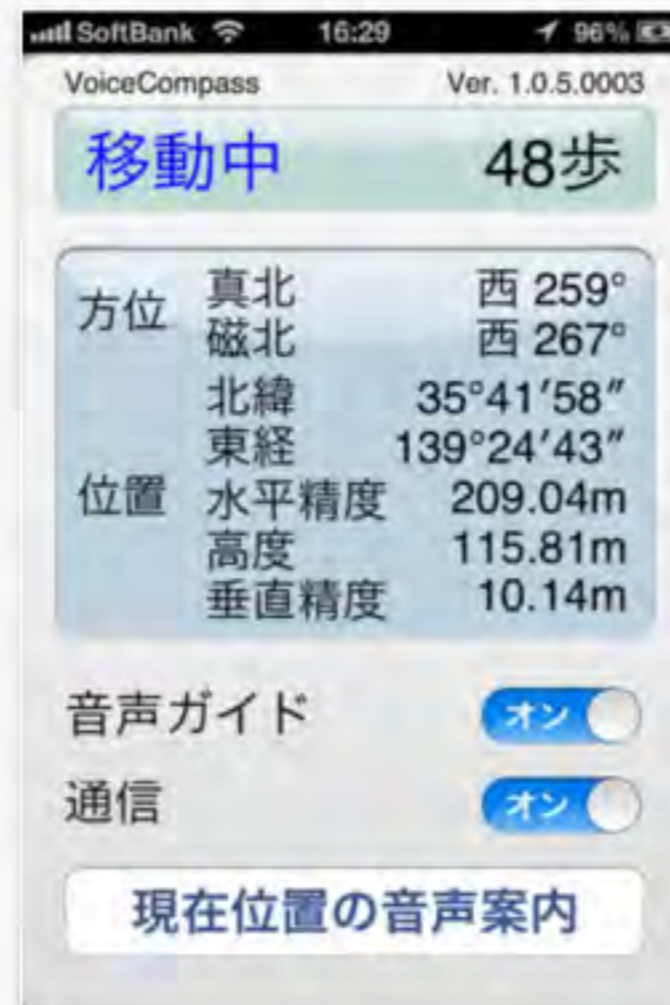 SoftBank 16:29 96%
VoiceCompass Ver. 1.0.5.0003
移動中 48歩
方位 真北 西 259°
磁北 西 267°
北緯 35°41′58″
東経 139°24′43″
位置 水平精度 209.04m
高度 115.81m
垂直精度 10.14m
音声ガイド オン
通信 オン
現在位置の音声案内